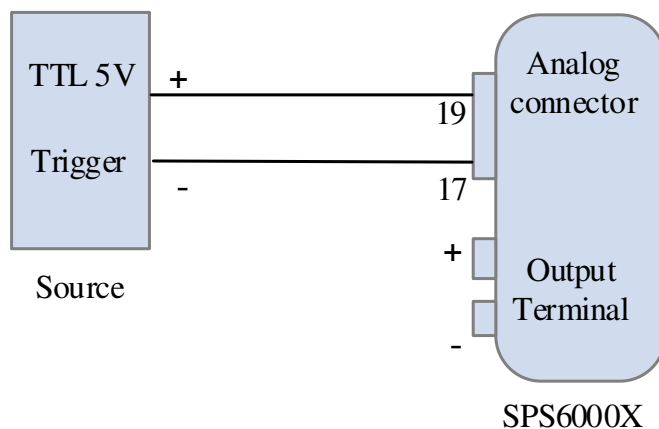 TTL 5V
Trigger
+
-
Source
19
17
Analog
connector
+
-
Output
Terminal
SPS6000X